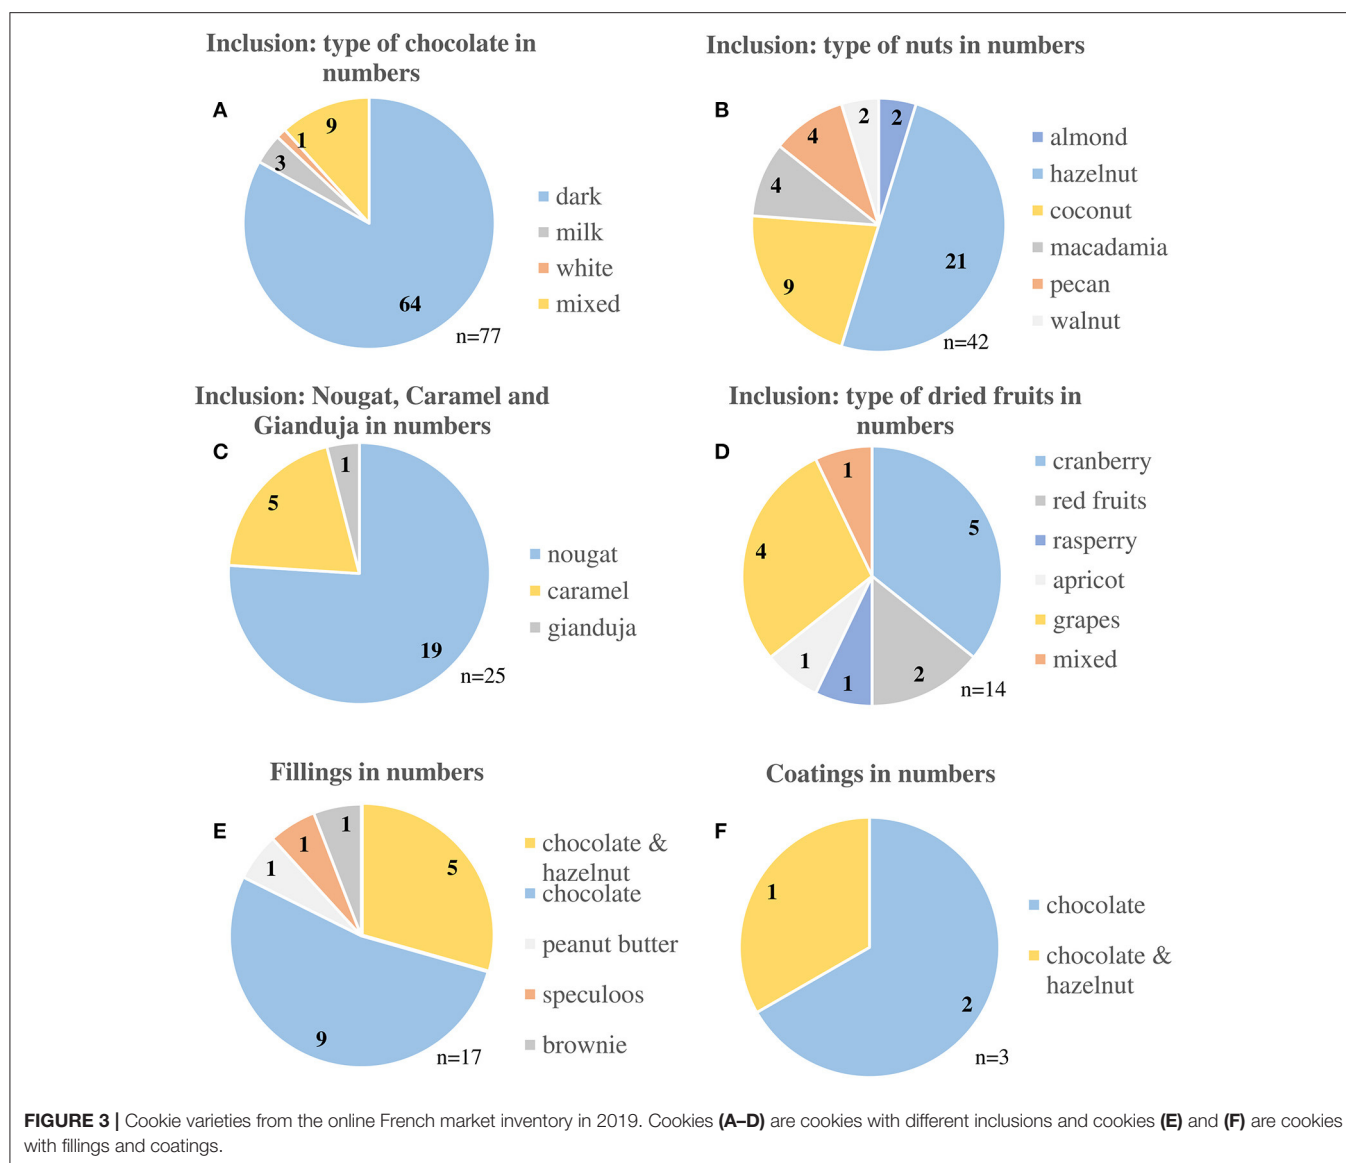 Inclusion: type of chocolate in
numbers
A
9
1
3
64
n=77
dark
milk
white
mixed
Inclusion: type of nuts in numbers
B
2
2
4
4
21
9
n=42
almond
hazelnut
coconut
macadamia
pecan
walnut
Inclusion: Nougat, Caramel and
Gianduja in numbers
C
1
5
19
n=25
nougat
caramel
gianduja
Inclusion: type of dried fruits in
numbers
D
1
5
4
1
1
2
n=14
cranberry
red fruits
rasperry
apricot
grapes
mixed
Fillings in numbers
E
1
1
1
5
9
n=17
chocolate &
hazelnut
chocolate
peanut butter
speculoos
brownie
Coatings in numbers
F
1
2
n=3
chocolate
chocolate &
hazelnut
FIGURE 3 | Cookie varieties from the online French market inventory in 2019. Cookies (A–D) are cookies with different inclusions and cookies (E) and (F) are cookies
with fillings and coatings.